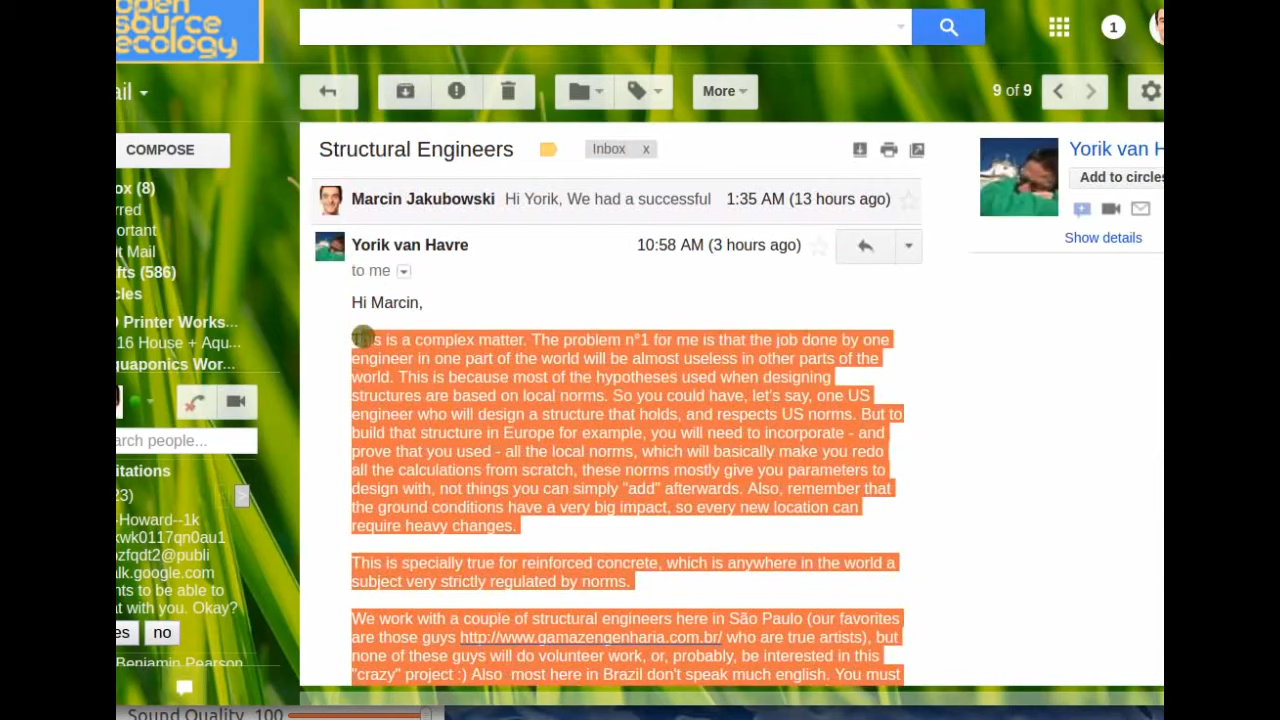 open
source
ecology
1
ail
More
9 of 9
COMPOSE
Structural Engineers
Inbox x
Yorik van H
Add to circles
Show details
box (8)
rred
ortant
t Mail
fts (586)
cles
D Printer Works...
16 House + Aqu...
quaponics Wor...
arch people...
itations
23)
-Howard--1k
kwk0117qn0au1
ozfqdt2@publi
alk.google.com
nts to be able to
at with you. Okay?
es no
Benjamin Pearson
Marcin Jakubowski Hi Yorik, We had a successful 1:35 AM (13 hours ago)
Yorik van Havre 10:58 AM (3 hours ago)
to me
Hi Marcin,
This is a complex matter. The problem n°1 for me is that the job done by one
engineer in one part of the world will be almost useless in other parts of the
world. This is because most of the hypotheses used when designing
structures are based on local norms. So you could have, let's say, one US
engineer who will design a structure that holds, and respects US norms. But to
build that structure in Europe for example, you will need to incorporate - and
prove that you used - all the local norms, which will basically make you redo
all the calculations from scratch, these norms mostly give you parameters to
design with, not things you can simply "add" afterwards. Also, remember that
the ground conditions have a very big impact, so every new location can
require heavy changes.
This is specially true for reinforced concrete, which is anywhere in the world a
subject very strictly regulated by norms.
We work with a couple of structural engineers here in São Paulo (our favorites
are those guys http://www.gamazengenharia.com.br/ who are true artists), but
none of these guys will do volunteer work, or, probably, be interested in this
"crazy" project :) Also most here in Brazil don't speak much english. You must
Sound Quality 100